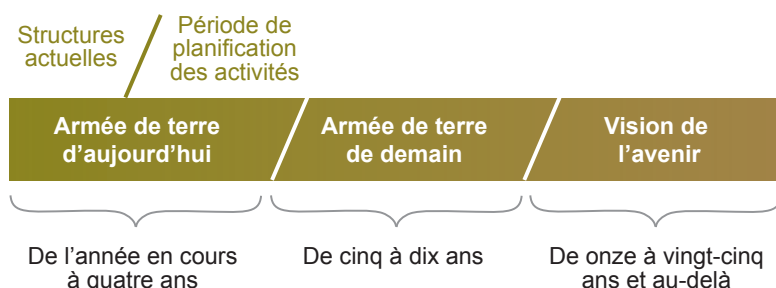 Structures
actuelles
Période de
planification
des activités
Armée de terre
d’aujourd’hui
Armée de terre
de demain
Vision de
l’avenir
De l’année en cours
à quatre ans
De cinq à dix ans
De onze à vingt-cinq
ans et au-delà